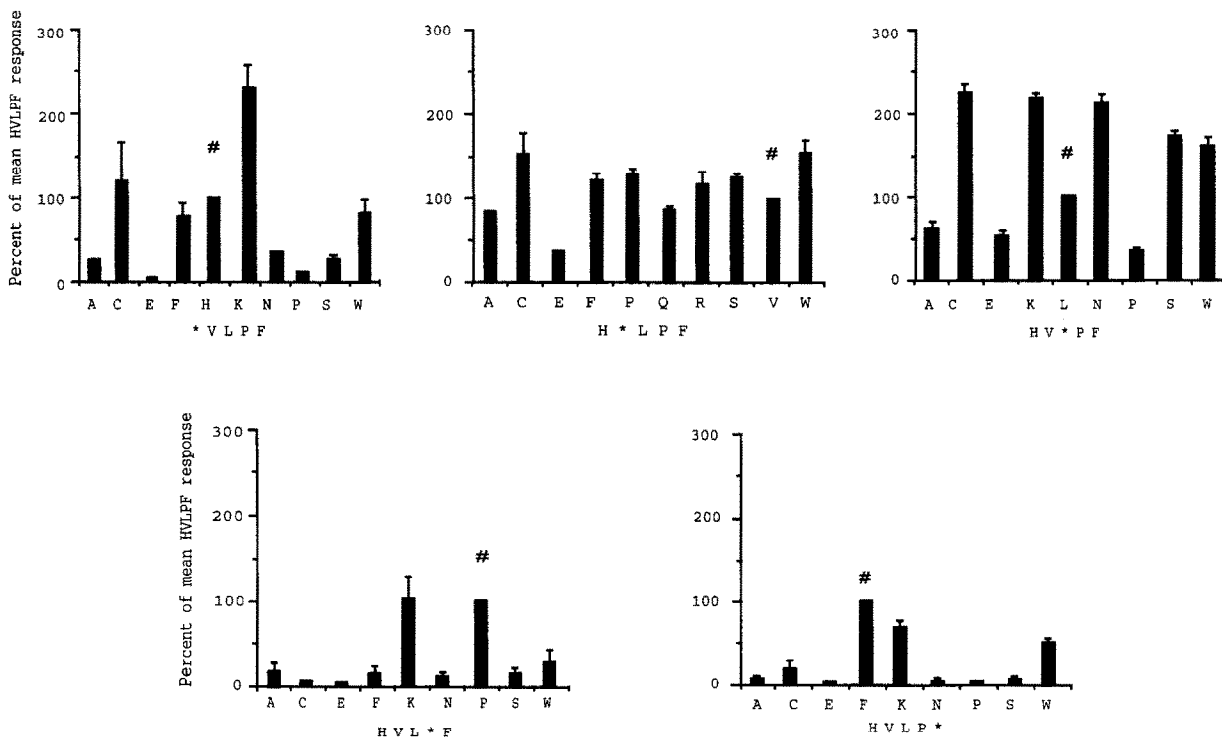 Percent of mean HVLPF response
300
200
100
0
#
A C E F H K N P S W
* V L P F
300
200
100
0
#
A C E F P Q R S V W
H * L P F
300
200
100
0
#
A C E K L N P S W
H V * P F
Percent of mean HVLPF response
300
200
100
0
#
A C E F K N P S W
H V L * F
300
200
100
0
#
A C E F K N P S W
H V L P *